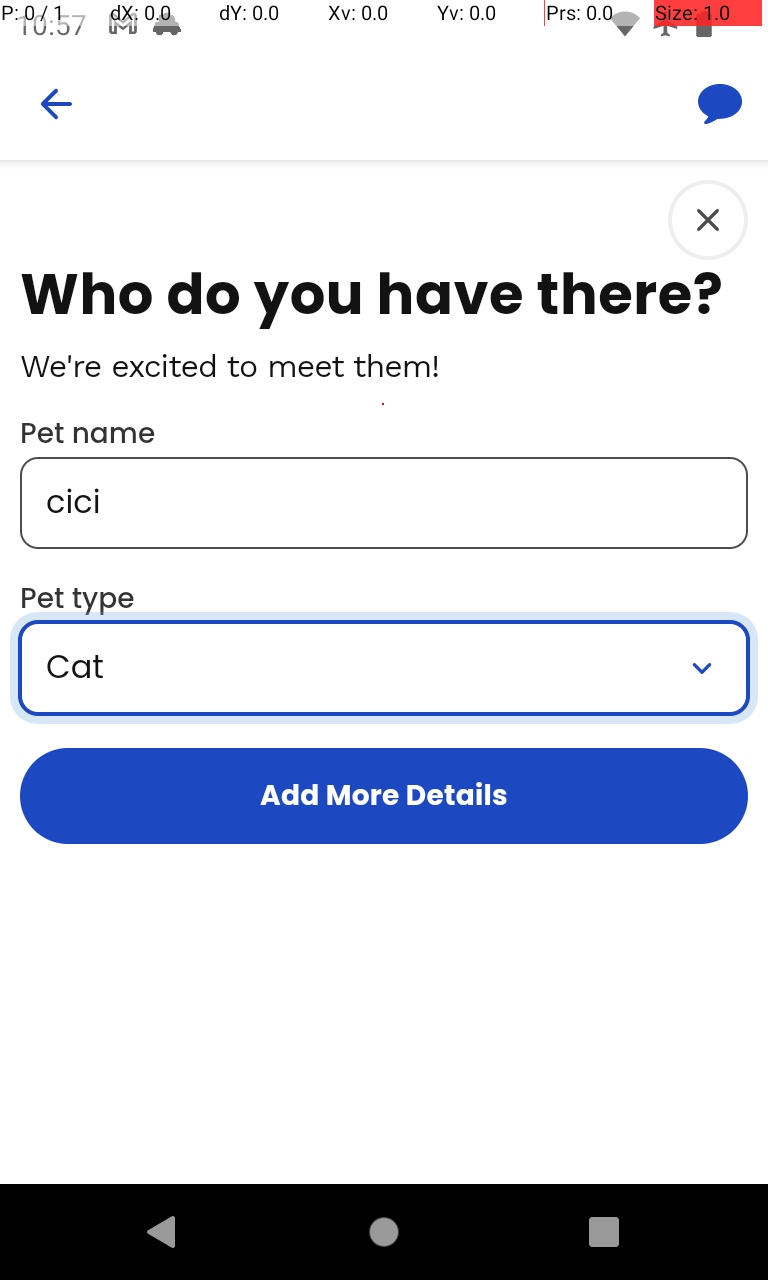 P: 0 / 1 dX: 0.0 dY: 0.0 Xv: 0.0 Yv: 0.0 Prs: 0.0 Size: 1.0
10:57
Who do you have there?
We're excited to meet them!
Pet name
cici
Pet type
Cat
Add More Details